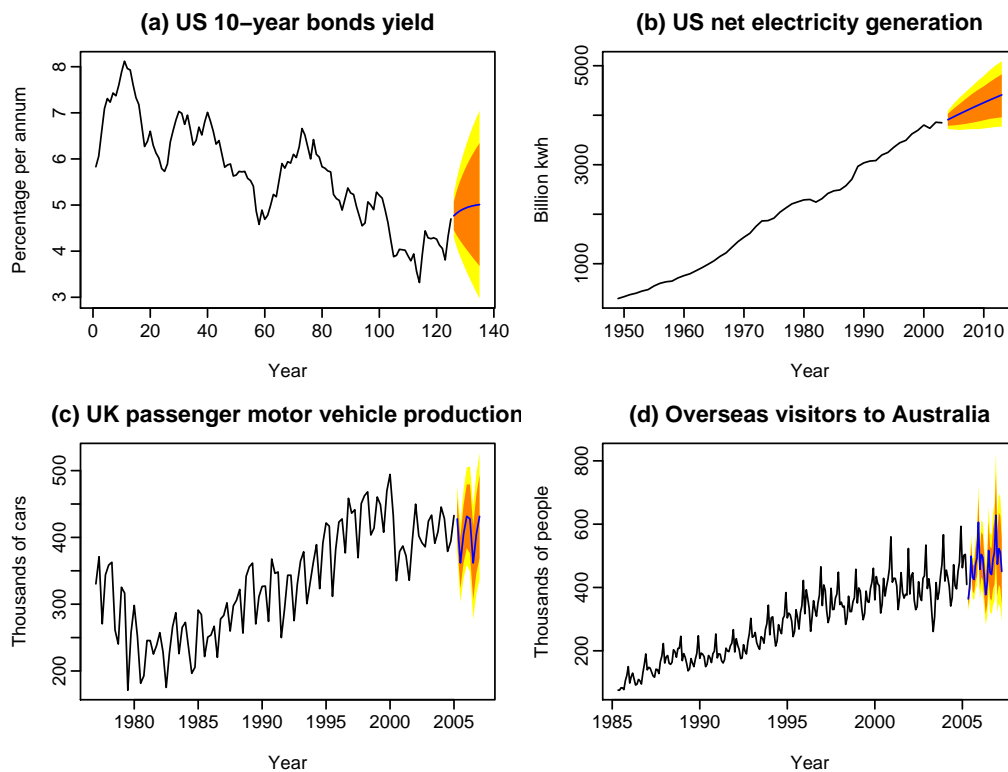 (a) US 10−year bonds yield
Percentage per annum
8
7
6
5
4
3
0 20 40 60 80 100 120 140
Year
(b) US net electricity generation
Billion kwh
5000
3000
1000
1950 1960 1970 1980 1990 2000 2010
Year
(c) UK passenger motor vehicle production
Thousands of cars
500
400
300
200
1980 1985 1990 1995 2000 2005
Year
(d) Overseas visitors to Australia
Thousands of people
800
600
400
200
1985 1990 1995 2000 2005
Year